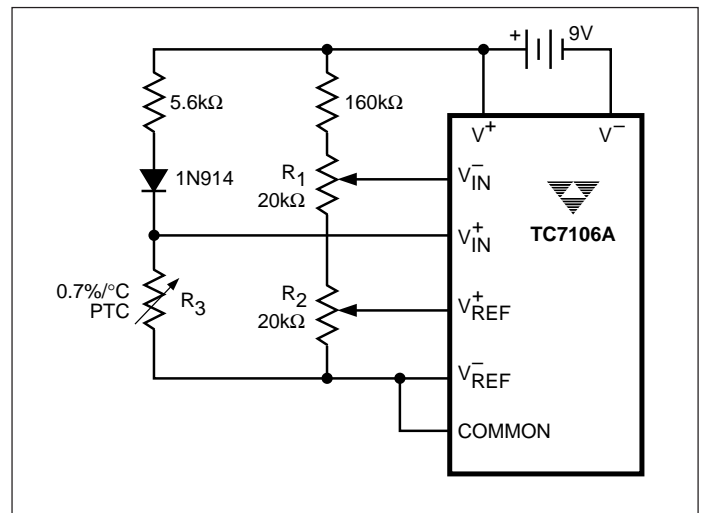 + 9V
5.6kΩ
160kΩ
V+
V−
1N914
R1
20kΩ
V−IN
V+IN
TC7106A
0.7%/°C
PTC
R3
R2
20kΩ
V+REF
V−REF
COMMON